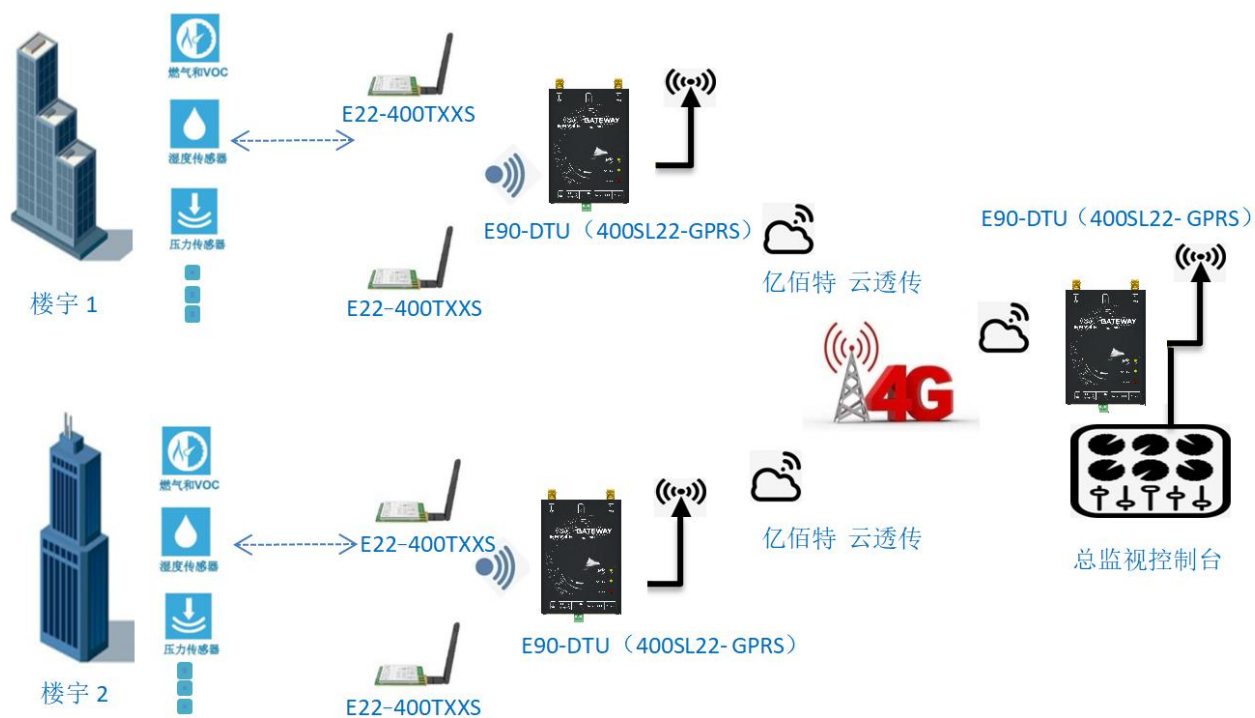 燃气和VOC
E22-400TXXS
湿度传感器
GATEWAY
压力传感器
E22-400TXXS
楼宇 1
E90-DTU（400SL22-GPRS）
亿佰特 云透传
E90-DTU（400SL22- GPRS）
GATEWAY
4G
总监视控制台
燃气和VOC
E22-400TXXS
湿度传感器
GATEWAY
压力传感器
E22-400TXXS
楼宇 2
E90-DTU（400SL22- GPRS）
亿佰特 云透传